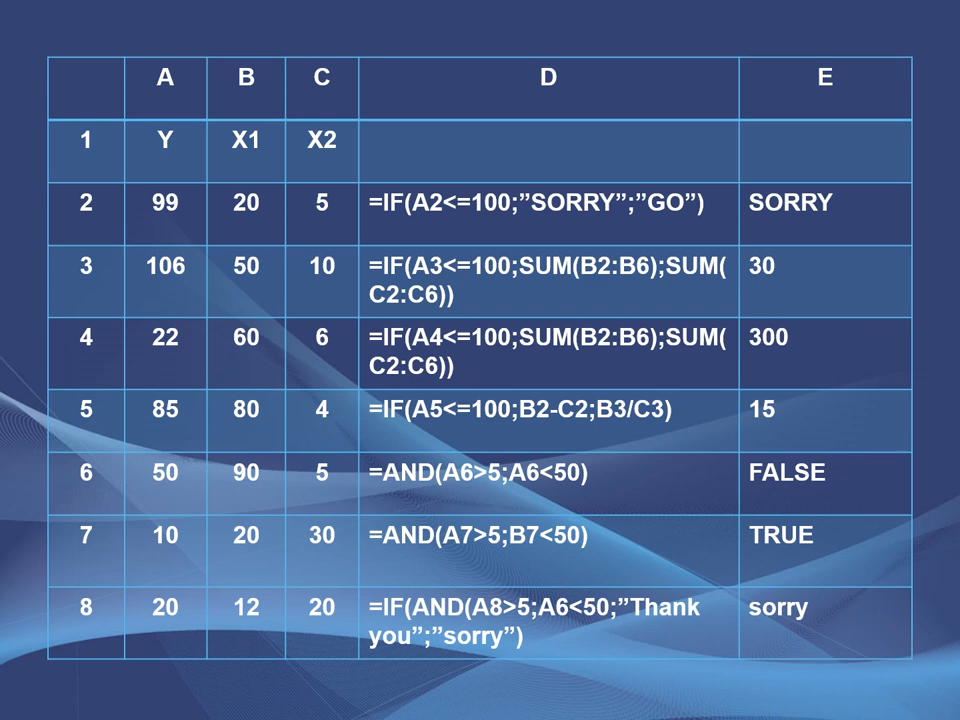 A B C D E
1 Y X1 X2
2 99 20 5 =IF(A2<=100;”SORRY”;”GO”) SORRY
3 106 50 10 =IF(A3<=100;SUM(B2:B6);SUM( 30
C2:C6))
4 22 60 6 =IF(A4<=100;SUM(B2:B6);SUM( 300
C2:C6))
5 85 80 4 =IF(A5<=100;B2-C2;B3/C3) 15
6 50 90 5 =AND(A6>5;A6<50) FALSE
7 10 20 30 =AND(A7>5;B7<50) TRUE
8 20 12 20 =IF(AND(A8>5;A6<50;”Thank sorry
you”;”sorry”)